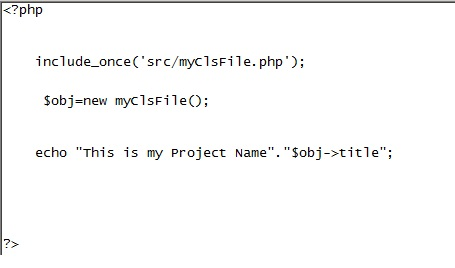 <?php
include_once('src/myClsFile.php');
$obj=new myClsFile();
echo "This is my Project Name"."$obj->title";
?>